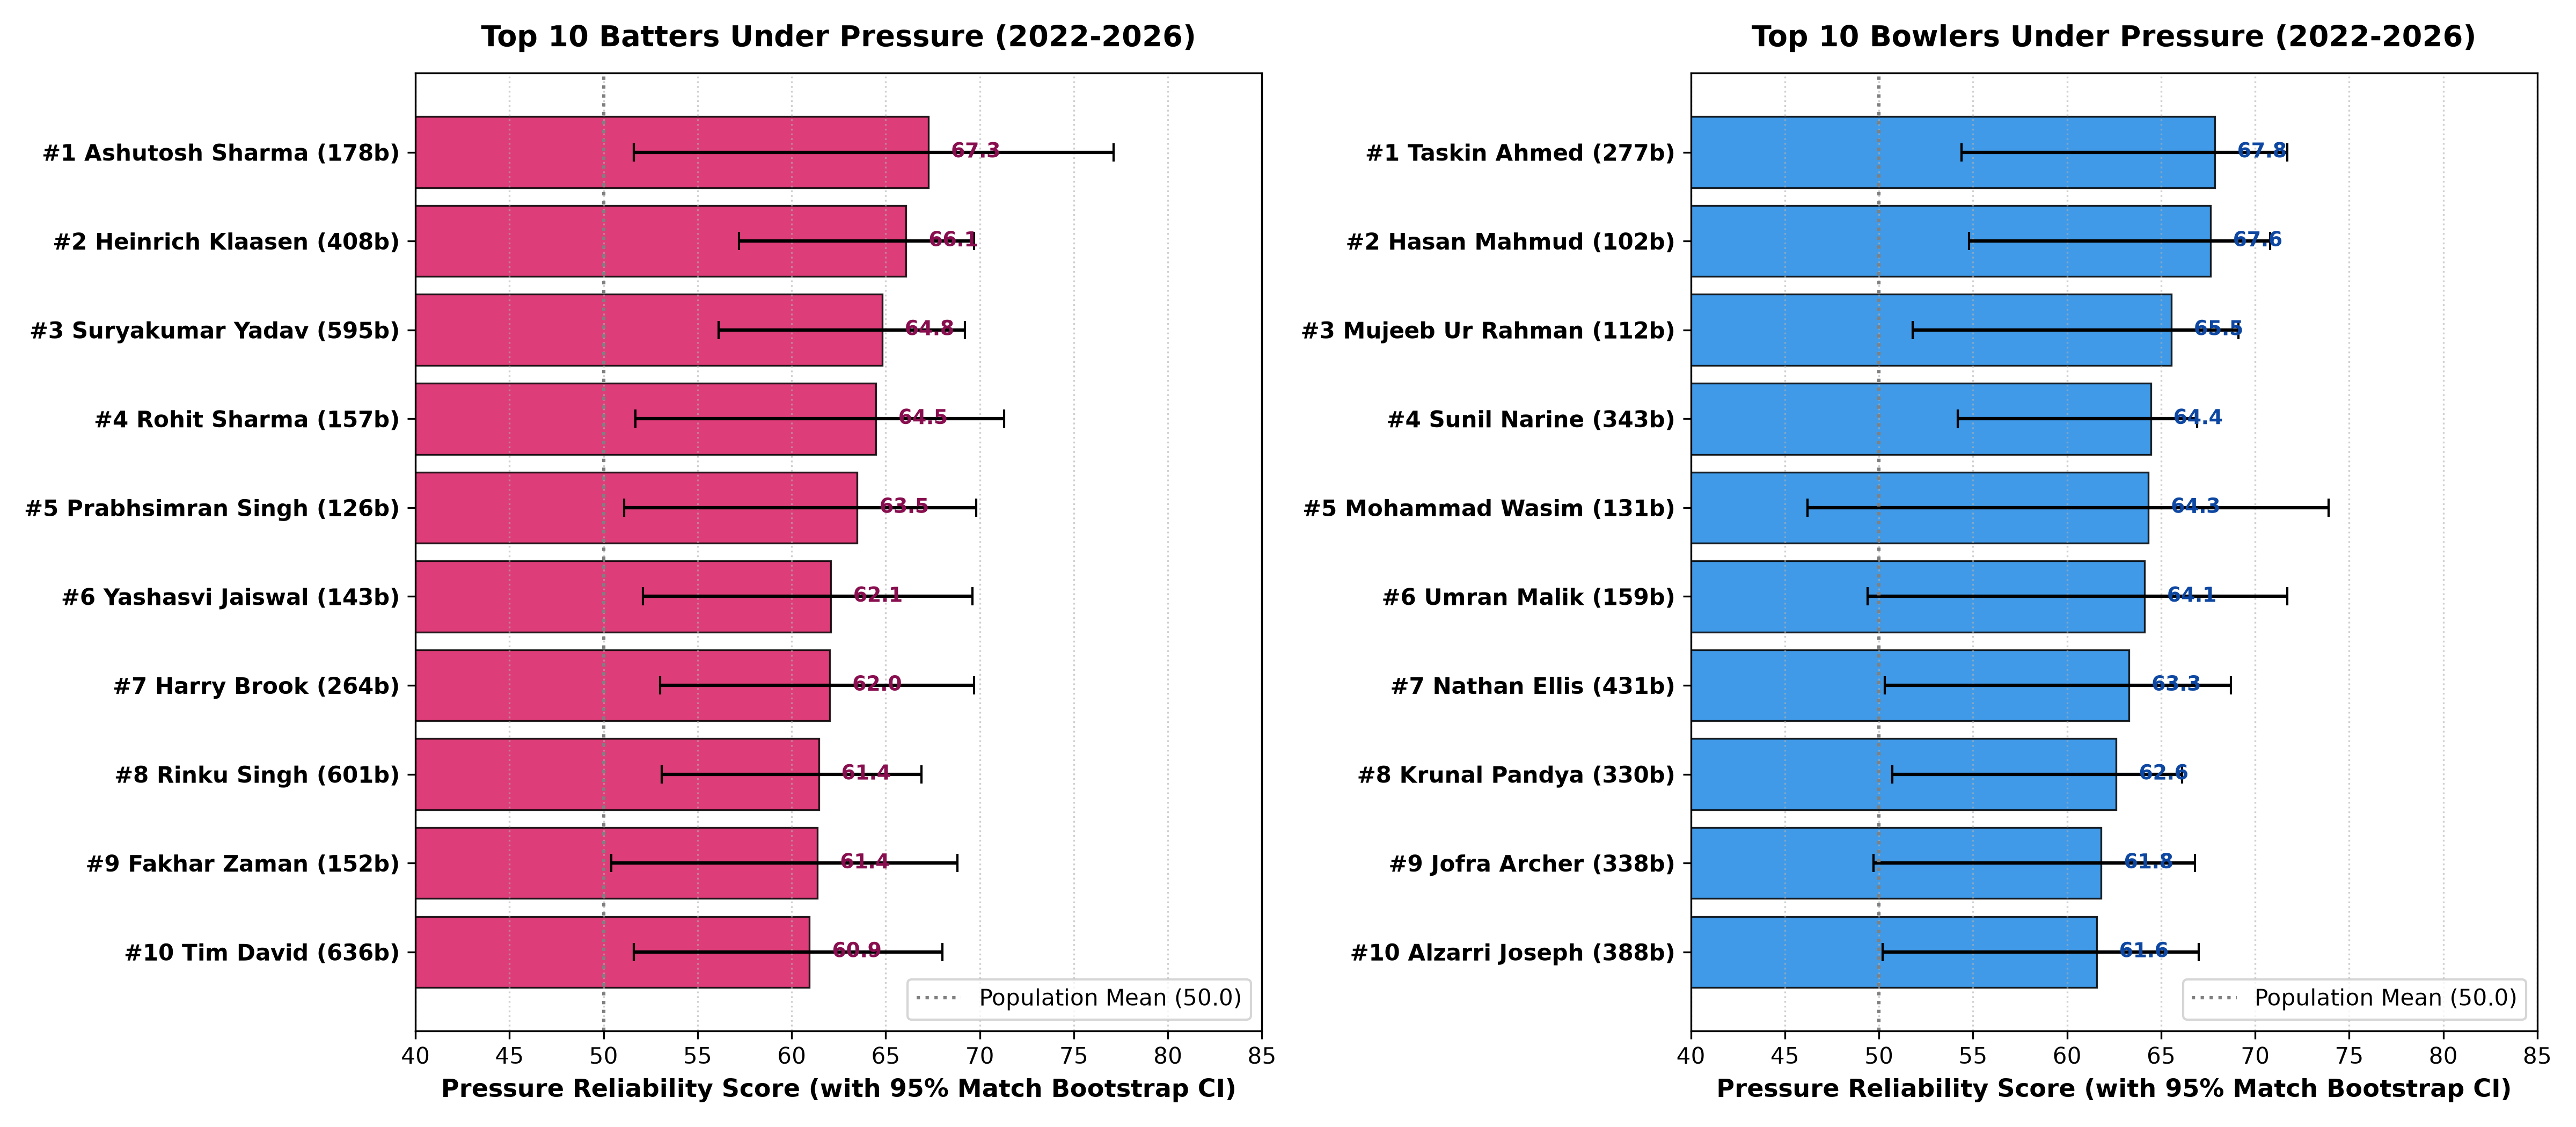 Top 10 Batters Under Pressure (2022-2026)
#1 Ashutosh Sharma (178b)
67.3
#2 Heinrich Klaasen (408b)
66.1
#3 Suryakumar Yadav (595b)
64.8
#4 Rohit Sharma (157b)
64.5
#5 Prabhsimran Singh (126b)
63.5
#6 Yashasvi Jaiswal (143b)
62.1
#7 Harry Brook (264b)
62.0
#8 Rinku Singh (601b)
61.4
#9 Fakhar Zaman (152b)
61.4
#10 Tim David (636b)
60.9
Population Mean (50.0)
40 45 50 55 60 65 70 75 80 85
Pressure Reliability Score (with 95% Match Bootstrap CI)
Top 10 Bowlers Under Pressure (2022-2026)
#1 Taskin Ahmed (277b)
67.8
#2 Hasan Mahmud (102b)
67.6
#3 Mujeeb Ur Rahman (112b)
65.5
#4 Sunil Narine (343b)
64.4
#5 Mohammad Wasim (131b)
64.3
#6 Umran Malik (159b)
64.1
#7 Nathan Ellis (431b)
63.3
#8 Krunal Pandya (330b)
62.6
#9 Jofra Archer (338b)
61.8
#10 Alzarri Joseph (388b)
61.6
Population Mean (50.0)
40 45 50 55 60 65 70 75 80 85
Pressure Reliability Score (with 95% Match Bootstrap CI)